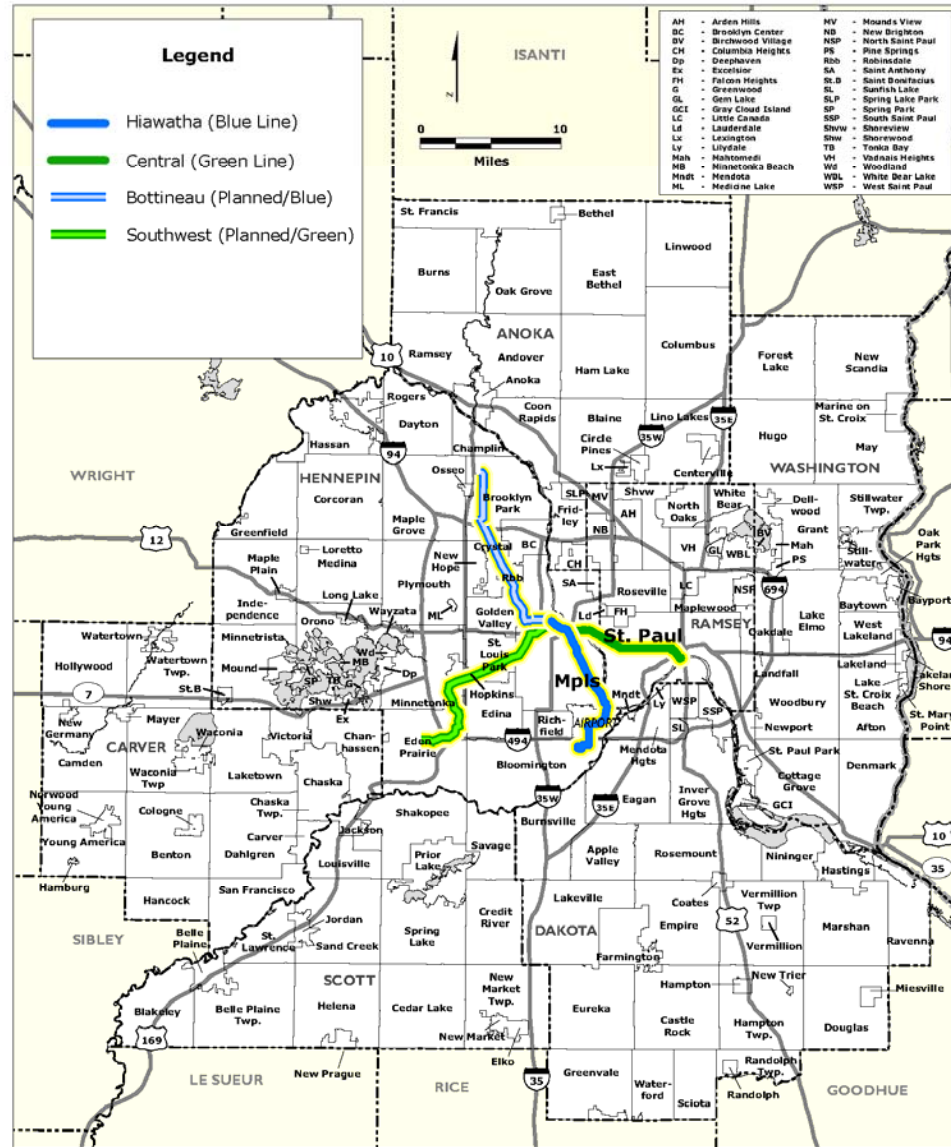 Legend
Hiawatha (Blue Line)
Central (Green Line)
Bottineau (Planned/Blue)
Southwest (Planned/Green)
N
0 10
Miles
AH - Arden Hills
BC - Brooklyn Center
BV - Birchwood Village
CH - Columbia Heights
Dp - Deephaven
Ex - Excelsior
FH - Falcon Heights
G - Greenwood
GL - Gem Lake
GCI - Gray Cloud Island
LC - Little Canada
Ld - Lauderdale
Lx - Lexington
Ly - Lilydale
Mah - Mahtomedi
MB - Minnetonka Beach
Mndt - Mendota
ML - Medicine Lake
MV - Mounds View
NB - New Brighton
NSP - North Saint Paul
PS - Pine Springs
Rbb - Robinsdale
SA - Saint Anthony
St.B - Saint Bonifacius
SL - Sunfish Lake
SLP - Spring Lake Park
SP - Spring Park
SSP - South Saint Paul
Shvw - Shoreview
Shw - Shorewood
TB - Tonka Bay
VH - Vadnais Heights
Wd - Woodland
WBL - White Bear Lake
WSP - West Saint Paul
ISANTI
St. Francis
Bethel
Linwood
Burns
East
Bethel
Oak Grove
ANOKA
Columbus
Ramsey
Andover
Ham Lake
Forest
Lake
New
Scandia
10
Anoka
Rogers
Coon
Rapids
Blaine
Lino Lakes
35E
Marine on
St. Croix
Dayton
35W
Hassan
94
Champlin
Circle
Pines
Hugo
May
Lx
Centerville
WASHINGTON
WRIGHT
Osseo
HENNEPIN
Brooklyn
Park
SLP
MV
Shvw
White
Bear
Dell-
wood
Stillwater
Twp.
Corcoran
Frid-
ley
AH
North
Oaks
Maple
Grove
NB
BV
Grant
Oak
Park
Hgts
Greenfield
12
Crystal
BC
VH
GL
WBL
Mah
Still-
water
Loretto
New
Hope
CH
PS
Maple
Plain
Medina
Rbb
SA
Roseville
LC
NSP
694
Bayport
Plymouth
Long Lake
ML
Maplewood
Baytown
Inde-
pendence
Wayzata
Golden
Valley
Ld
FH
Lake
Elmo
Orono
St. Paul
RAMSEY
Oakdale
West
Lakeland
94
Watertown
Minnetrista
St. Louis
Park
Wd
MB
Hollywood
Watertown
Twp.
Mound
Dp
Mpls
Landfall
Lakeland
Lakeland
Shores
SP
TB
G
Hopkins
Lake
St. Croix
Beach
7
St.B
Shw
Minnetonka
Mndt
Ly
WSP
SSP
Woodbury
Ex
Edina
Rich-
field
AIRPORT
St. Mary
Point
New
Germany
Mayer
Newport
Afton
Waconia
Victoria
Chan-
hassen
Eden
Prairie
494
SL
Camden
CARVER
Mendota
Hgts
St. Paul Park
Waconia
Twp
Laketown
Bloomington
Denmark
Chaska
35W
35E
Eagan
Inver
Grove
Hgts
Cottage
Grove
Norwood
Young
America
Cologne
Chaska
Twp.
Shakopee
GCI
Burnsville
10
Young America
Carver
Jackson
Savage
Benton
Dahlgren
Louisville
Prior
Lake
Apple
Valley
Rosemount
Nininger
35
Hamburg
Hastings
Hancock
San Francisco
Lakeville
Coates
Vermillion
Twp
Credit
River
Jordan
Spring
Lake
Empire
52
Marshan
Belle
Plaine
St.
Lawrence
Sand Creek
DAKOTA
Ravenna
SIBLEY
Vermillion
Farmington
SCOTT
New
Market
Twp.
New Trier
Hampton
Miesville
Blakeley
Belle Plaine
Twp.
Helena
Cedar Lake
Eureka
Castle
Rock
Hampton
Twp.
Douglas
169
New Market
Elko
LE SUEUR
New Prague
RICE
35
Greenvale
Water-
ford
Randolph
Twp.
Randolph
GOODHUE
Sciota